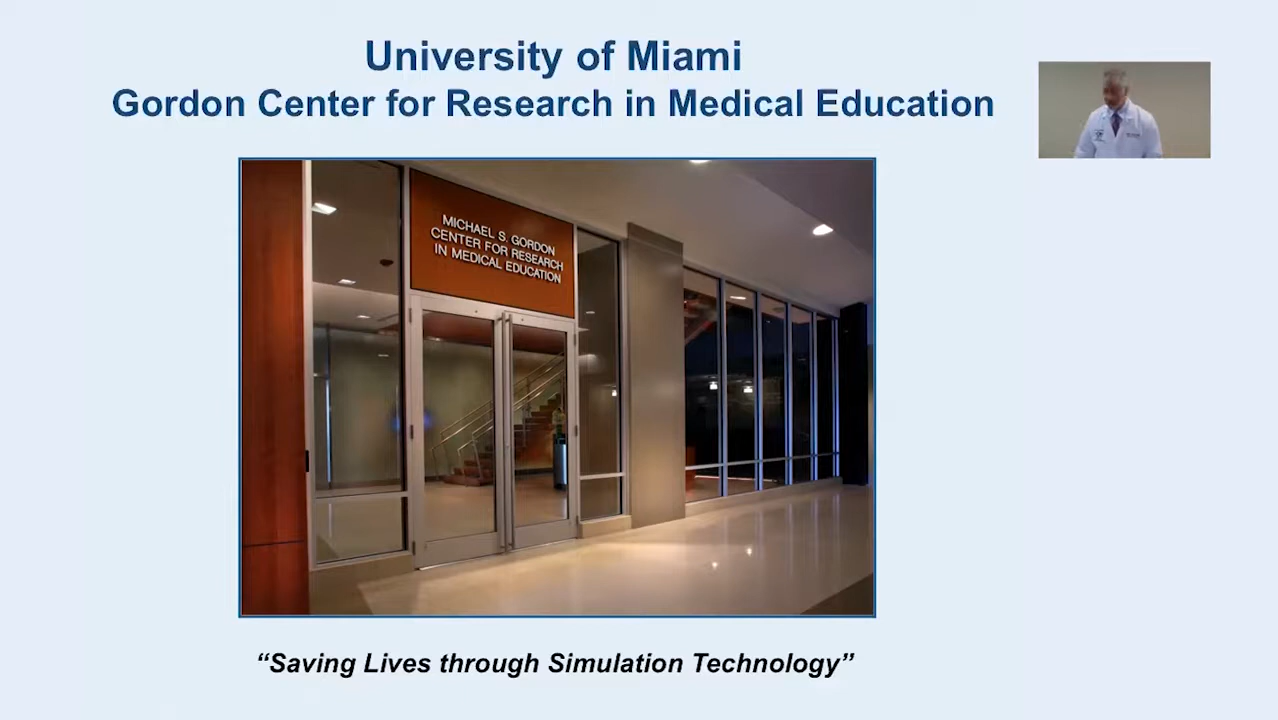 University of Miami
Gordon Center for Research in Medical Education
MICHAEL S. GORDON
CENTER FOR RESEARCH
IN MEDICAL EDUCATION
“Saving Lives through Simulation Technology”